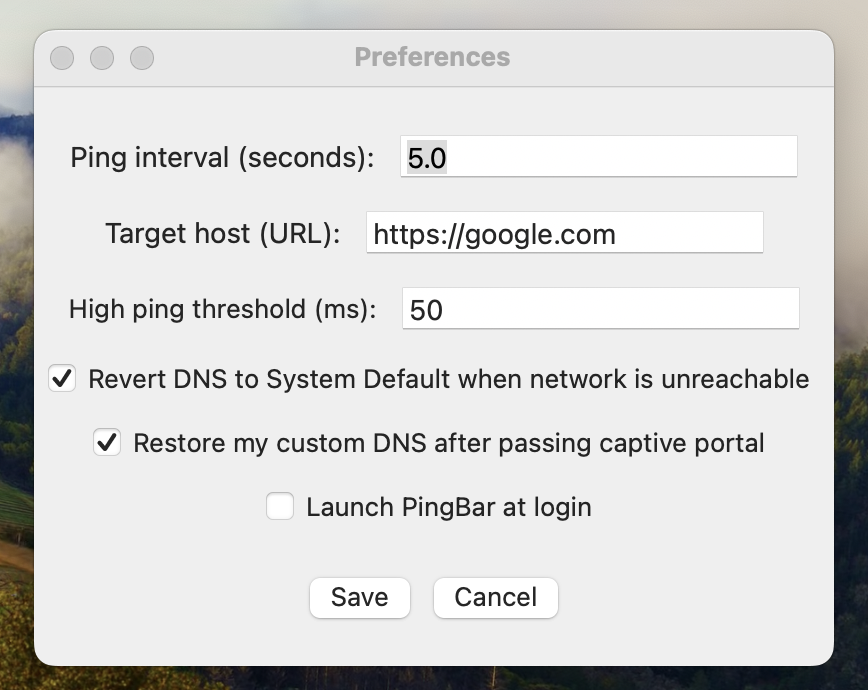 Preferences
Ping interval (seconds): 5.0
Target host (URL): https://google.com
High ping threshold (ms): 50
Revert DNS to System Default when network is unreachable
Restore my custom DNS after passing captive portal
Launch PingBar at login
Save Cancel